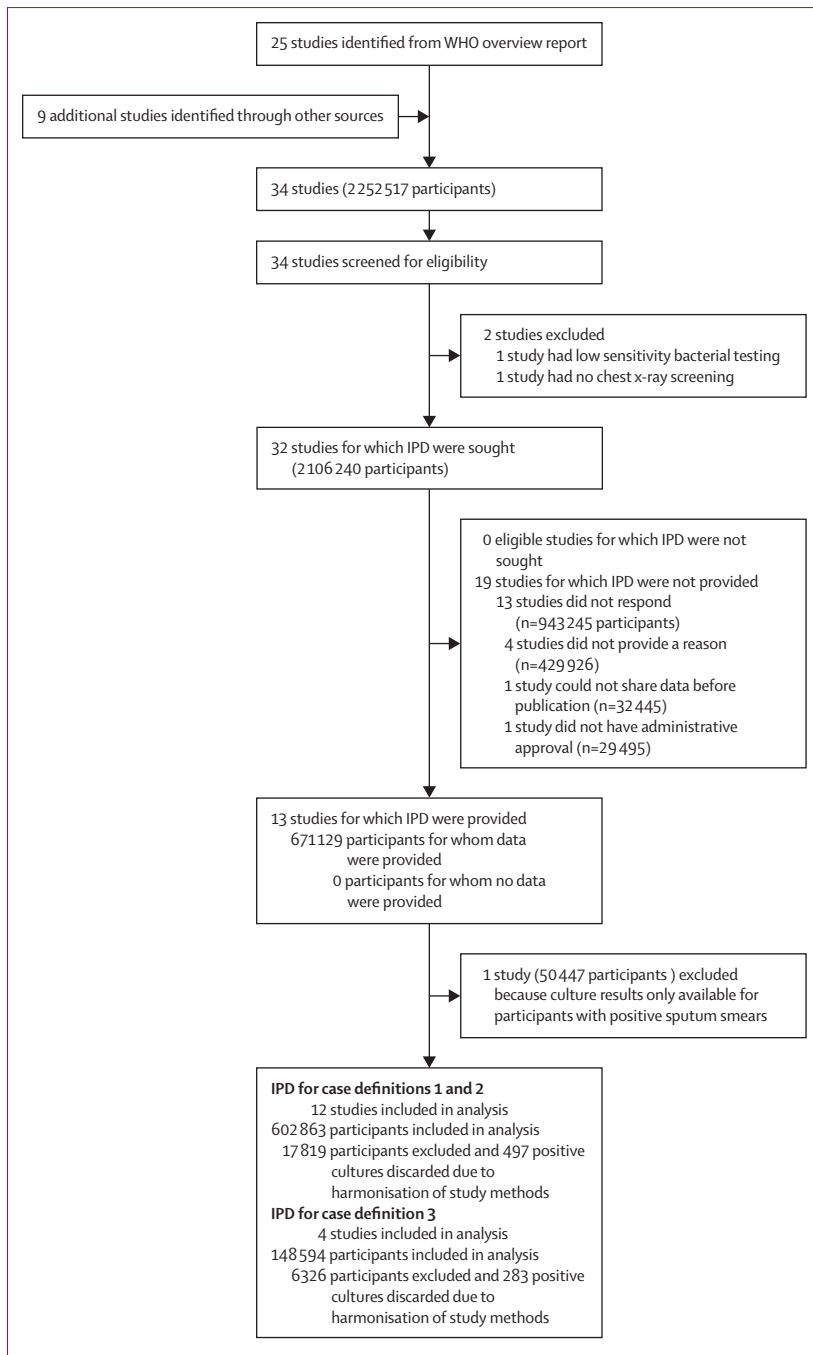 25 studies identified from WHO overview report
9 additional studies identified through other sources
34 studies (2 252 517 participants)
34 studies screened for eligibility
2 studies excluded
1 study had low sensitivity bacterial testing
1 study had no chest x-ray screening
32 studies for which IPD were sought
(2 106 240 participants)
0 eligible studies for which IPD were not
sought
19 studies for which IPD were not provided
13 studies did not respond
(n=943 245 participants)
4 studies did not provide a reason
(n=429 926)
1 study could not share data before
publication (n=32 445)
1 study did not have administrative
approval (n=29 495)
13 studies for which IPD were provided
671 129 participants for whom data
were provided
0 participants for whom no data
were provided
1 study (50 447 participants ) excluded
because culture results only available for
participants with positive sputum smears
IPD for case definitions 1 and 2
12 studies included in analysis
602 863 participants included in analysis
17 819 participants excluded and 497 positive
cultures discarded due to
harmonisation of study methods
IPD for case definition 3
4 studies included in analysis
148 594 participants included in analysis
6326 participants excluded and 283 positive
cultures discarded due to
harmonisation of study methods